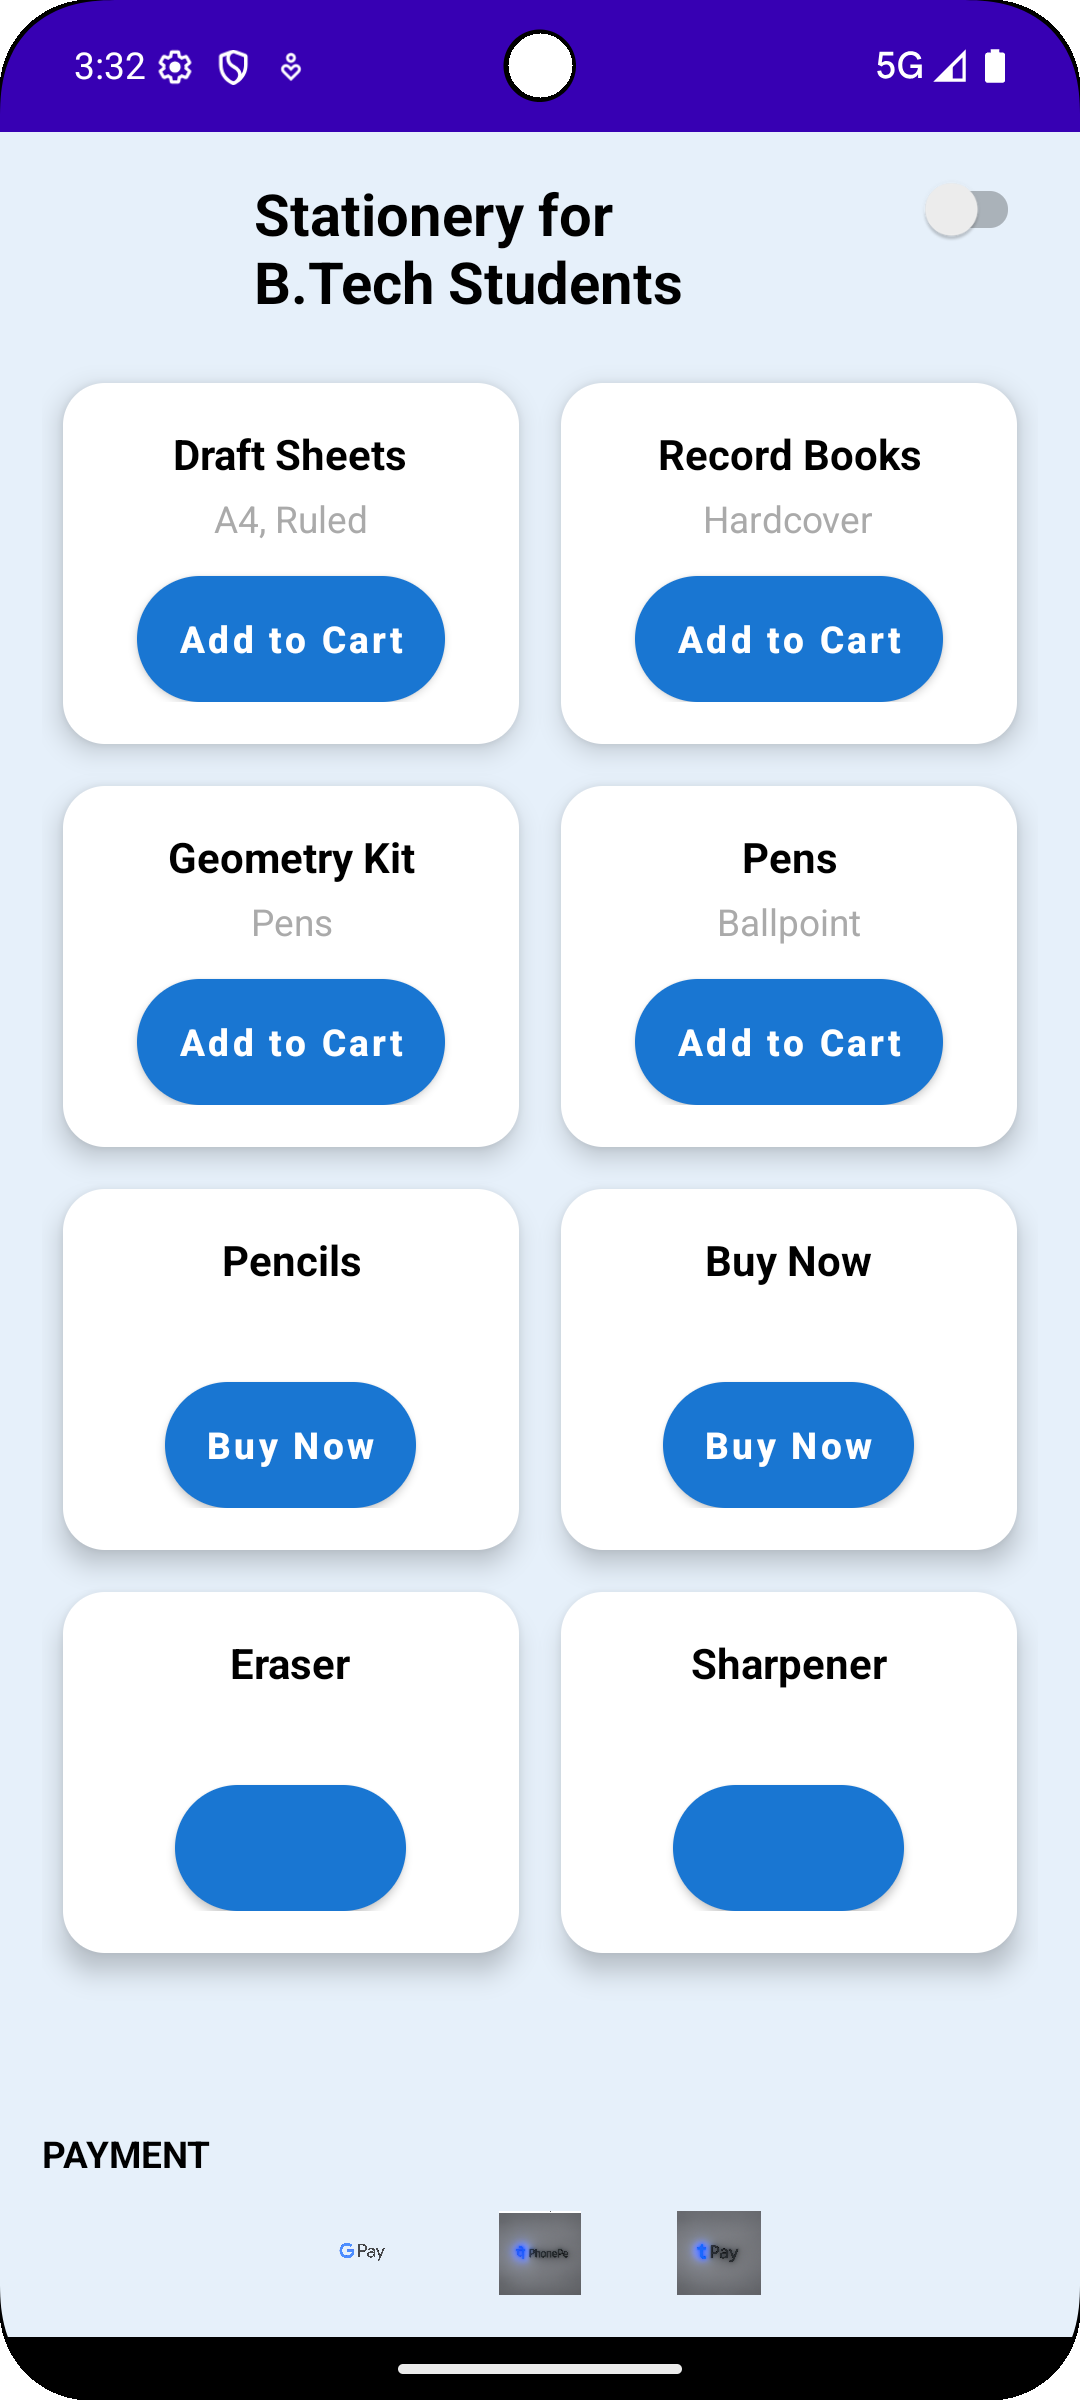 3:32
5G
Stationery for
B.Tech Students
Draft Sheets
A4, Ruled
Add to Cart
Record Books
Hardcover
Add to Cart
Geometry Kit
Pens
Add to Cart
Pens
Ballpoint
Add to Cart
Pencils
Buy Now
Buy Now
Buy Now
Eraser
Sharpener
PAYMENT
G Pay
PhonePe
tPay